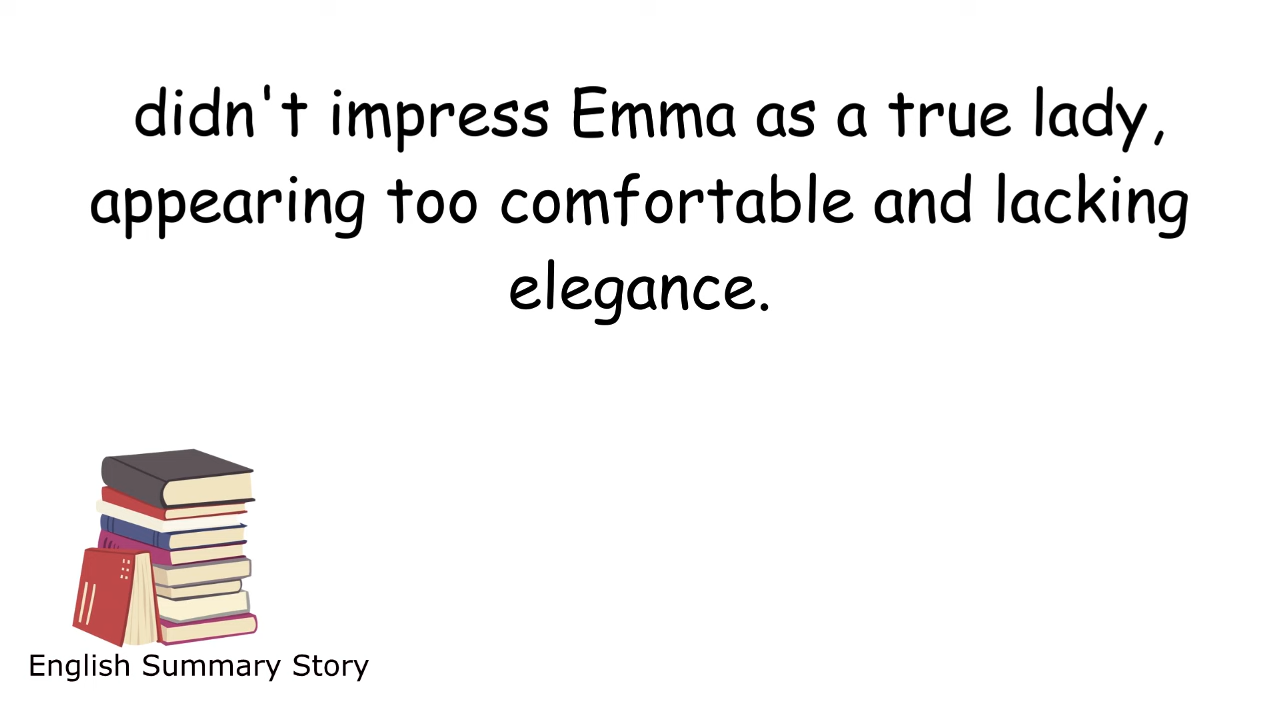 didn't impress Emma as a true lady,
appearing too comfortable and lacking
elegance.
English Summary Story